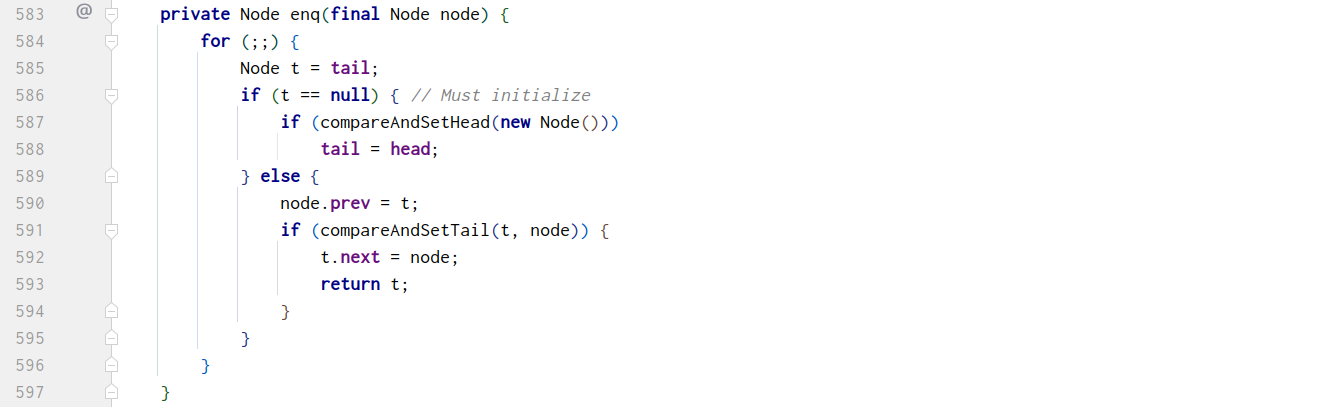 583 @ private Node enq(final Node node) {
584 for (;;) {
585 Node t = tail;
586 if (t == null) { // Must initialize
587 if (compareAndSetHead(new Node()))
588 tail = head;
589 } else {
590 node.prev = t;
591 if (compareAndSetTail(t, node)) {
592 t.next = node;
593 return t;
594 }
595 }
596 }
597 }